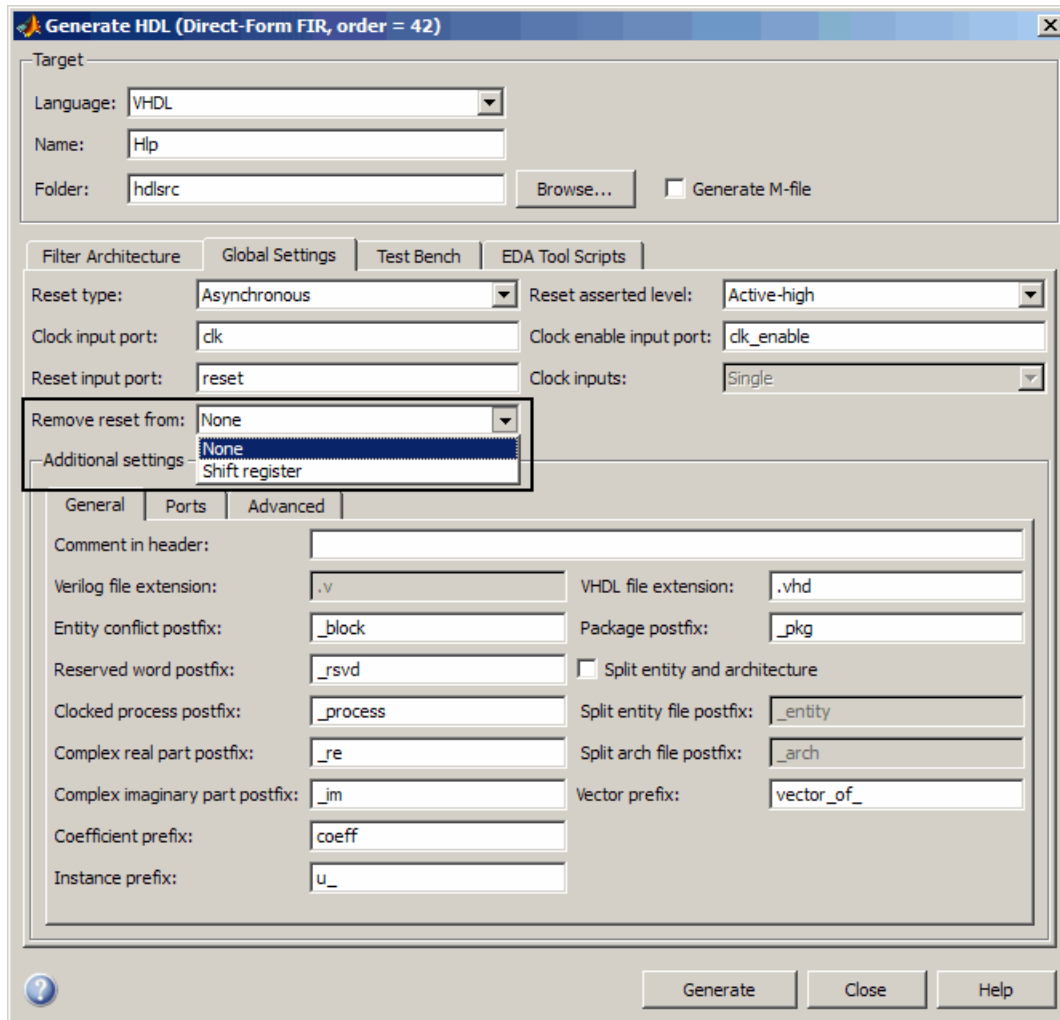 Generate HDL (Direct-Form FIR, order = 42)
Target
Language: VHDL
Name: Hlp
Folder: hdlsrc Browse... Generate M-file
Filter Architecture Global Settings Test Bench EDA Tool Scripts
Reset type: Asynchronous Reset asserted level: Active-high
Clock input port: clk Clock enable input port: clk_enable
Reset input port: reset Clock inputs: Single
Remove reset from: None
None
Additional settings
Shift register
General Ports Advanced
Comment in header:
Verilog file extension: .v VHDL file extension: .vhd
Entity conflict postfix: _block Package postfix: _pkg
Reserved word postfix: _rsvd Split entity and architecture
Clocked process postfix: _process Split entity file postfix: _entity
Complex real part postfix: _re Split arch file postfix: _arch
Complex imaginary part postfix: _im Vector prefix: vector_of_
Coefficient prefix: coeff
Instance prefix: u_
? Generate Close Help